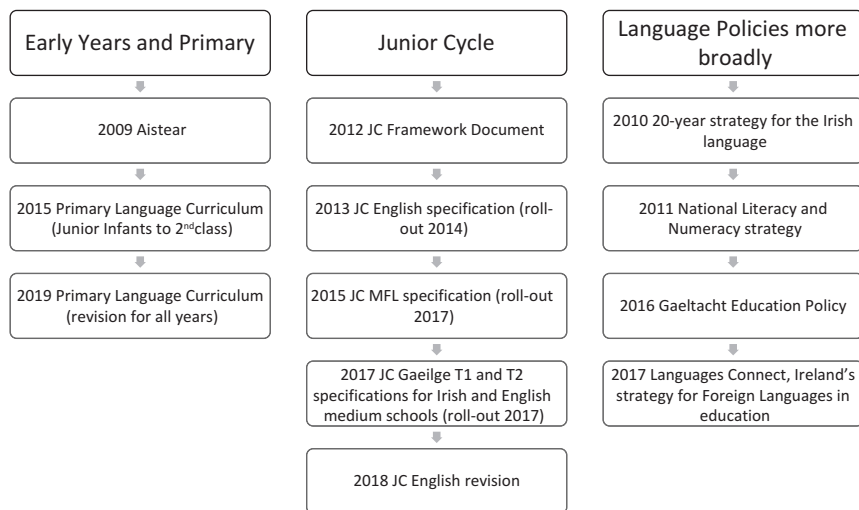 Early Years and Primary
2009 Aistear
2015 Primary Language Curriculum
(Junior Infants to 2ndclass)
2019 Primary Language Curriculum
(revision for all years)
Junior Cycle
2012 JC Framework Document
2013 JC English specification (roll-
out 2014)
2015 JC MFL specification (roll-out
2017)
2017 JC Gaeilge T1 and T2
specifications for Irish and English
medium schools (roll-out 2017)
2018 JC English revision
Language Policies more
broadly
2010 20-year strategy for the Irish
language
2011 National Literacy and
Numeracy strategy
2016 Gaeltacht Education Policy
2017 Languages Connect, Ireland’s
strategy for Foreign Languages in
education